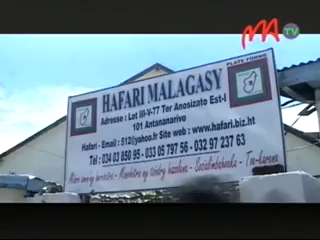 MA TV
PLATE FORME
HAFARI MALAGASY
Adresse : Lot III-V-77 Ter Anosizato Est-I
101 Antananarivo
Hafari - Email : 512@yahoo.fr Site web : www.hafari.biz.ht
Tél : 034 03 850 95 - 033 05 797 56 - 032 97 237 63